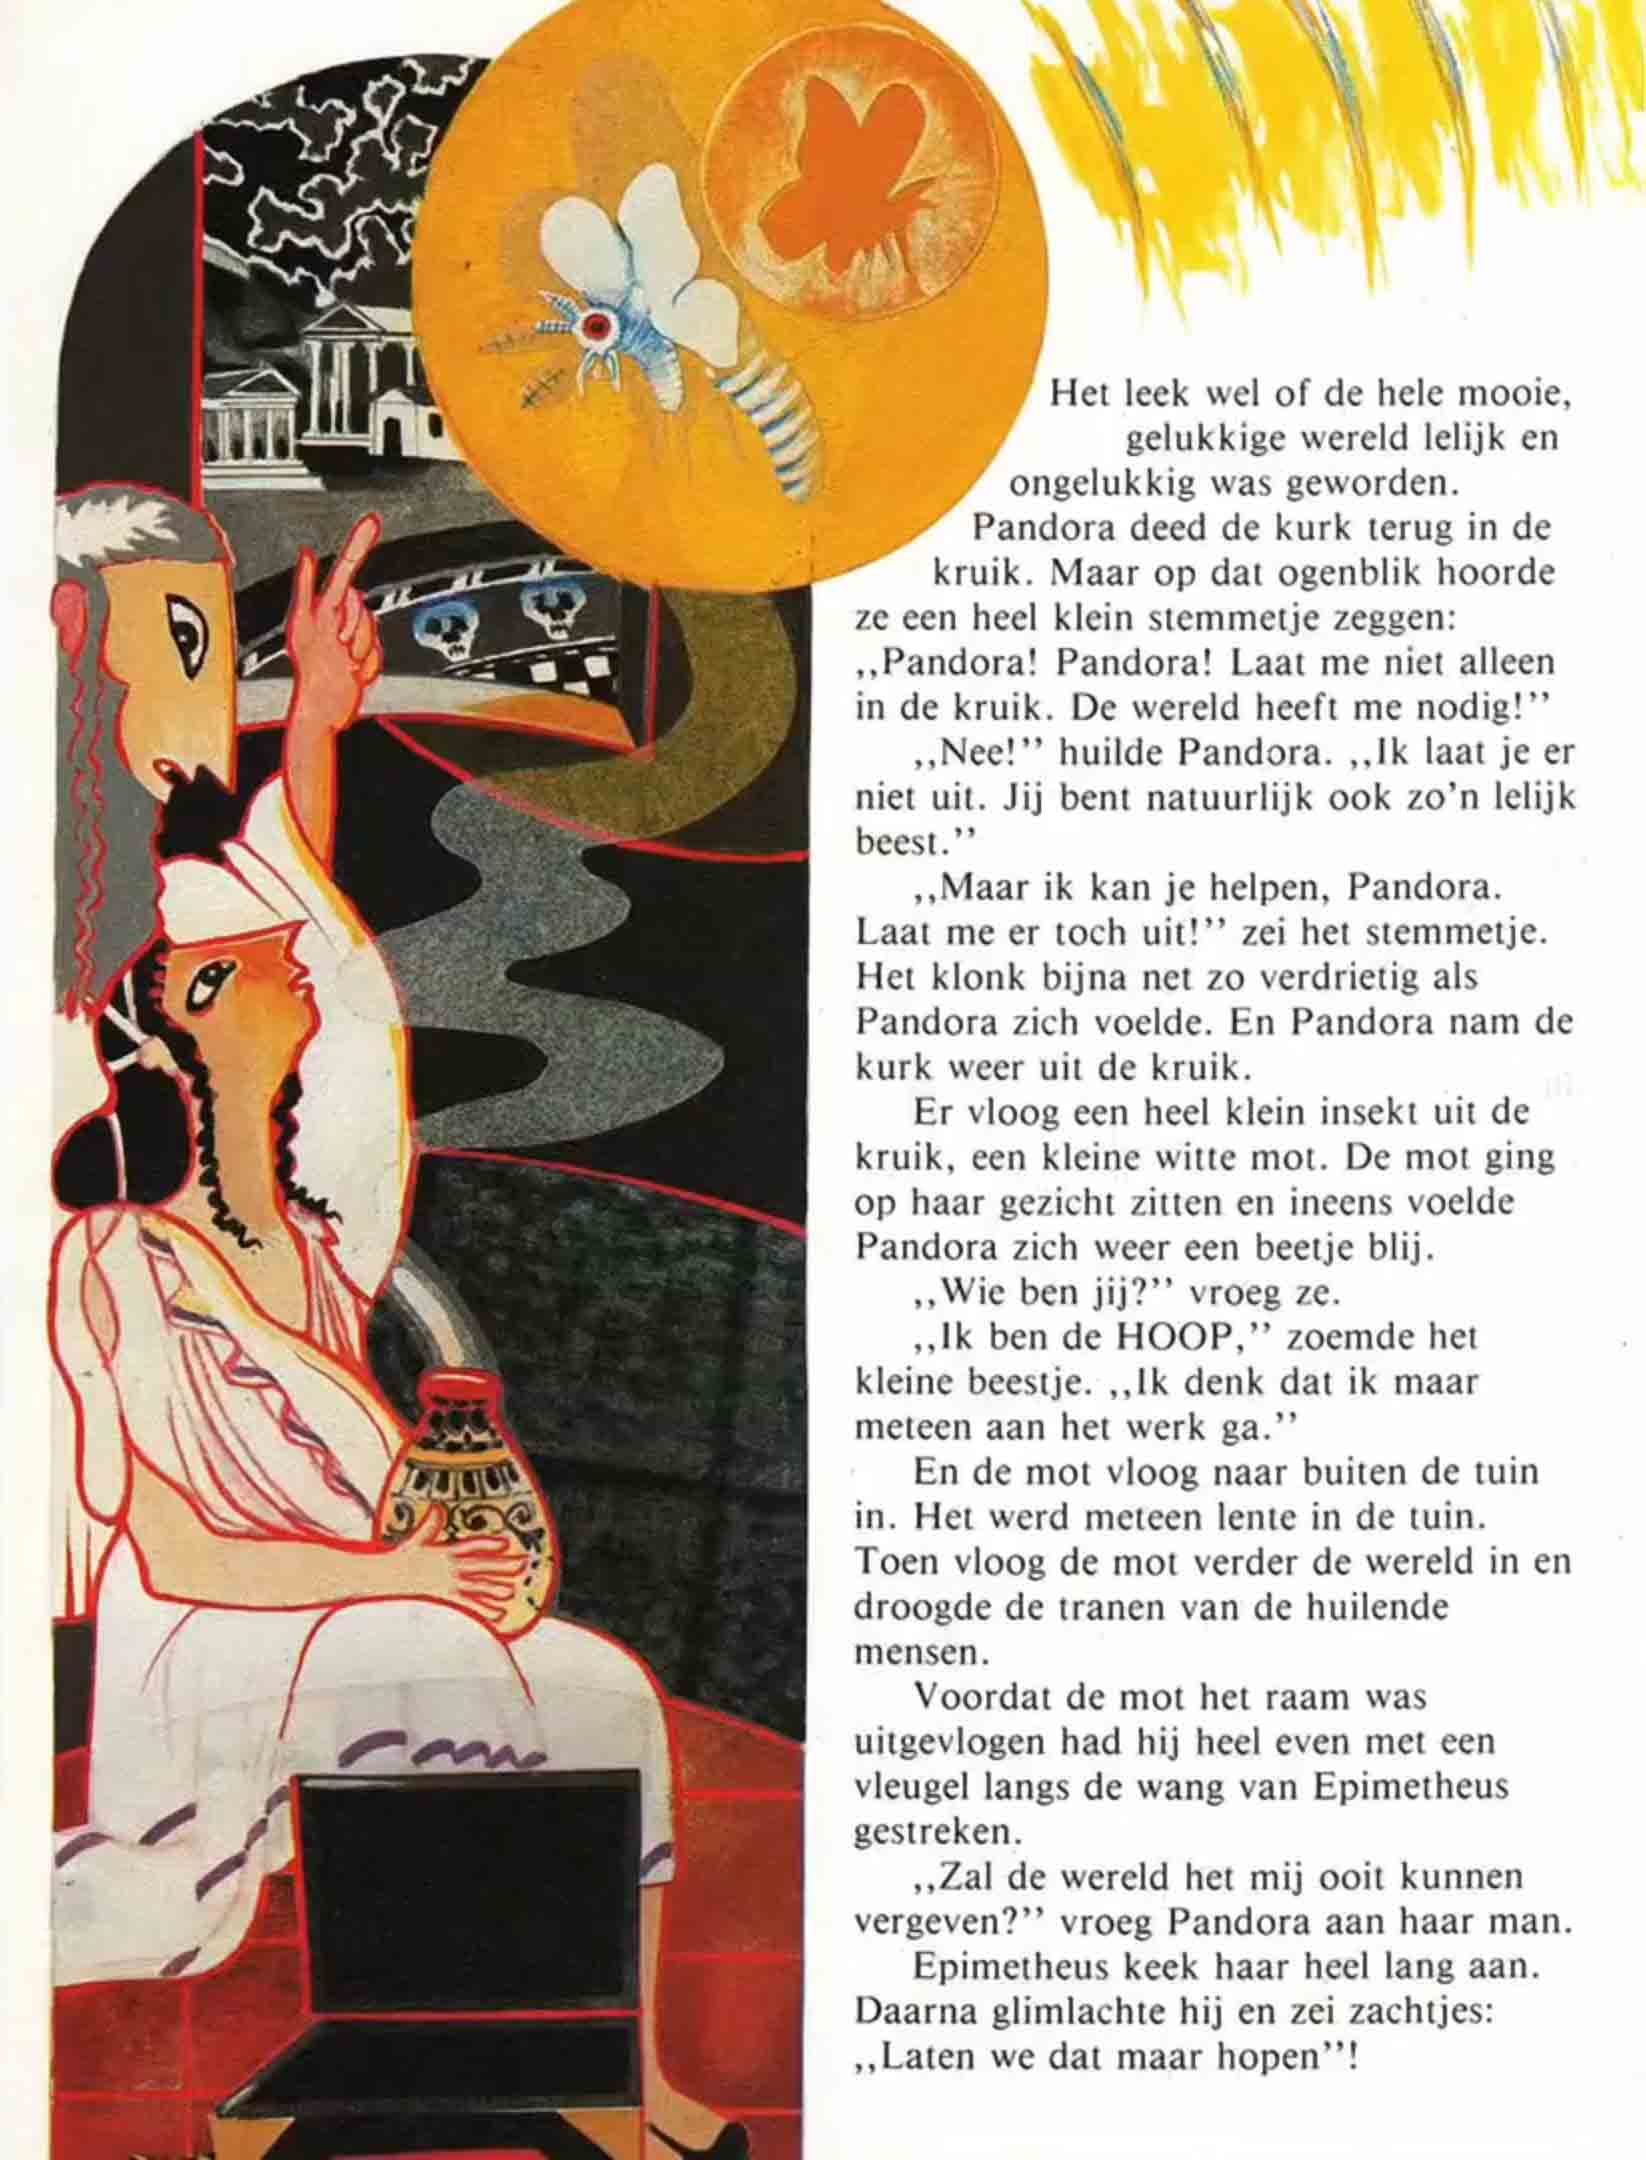 Het leek wel of de hele mooie,
gelukkige wereld lelijk en
ongelukkig was geworden.
Pandora deed de kurk terug in de
kruik. Maar op dat ogenblik hoorde
ze een heel klein stemmetje zeggen:
,,Pandora! Pandora! Laat me niet alleen
in de kruik. De wereld heeft me nodig!''
,,Nee!'' huilde Pandora. ,,Ik laat je er
niet uit. Jij bent natuurlijk ook zo'n lelijk
beest.''
,,Maar ik kan je helpen, Pandora.
Laat me er toch uit!'' zei het stemmetje.
Het klonk bijna net zo verdrietig als
Pandora zich voelde. En Pandora nam de
kurk weer uit de kruik.
Er vloog een heel klein insekt uit de
kruik, een kleine witte mot. De mot ging
op haar gezicht zitten en ineens voelde
Pandora zich weer een beetje blij.
,,Wie ben jij?'' vroeg ze.
,,Ik ben de HOOP,'' zoemde het
kleine beestje. ,,Ik denk dat ik maar
meteen aan het werk ga.''
En de mot vloog naar buiten de tuin
in. Het werd meteen lente in de tuin.
Toen vloog de mot verder de wereld in en
droogde de tranen van de huilende
mensen.
Voordat de mot het raam was
uitgevlogen had hij heel even met een
vleugel langs de wang van Epimetheus
gestreken.
,,Zal de wereld het mij ooit kunnen
vergeven?'' vroeg Pandora aan haar man.
Epimetheus keek haar heel lang aan.
Daarna glimlachte hij en zei zachtjes:
,,Laten we dat maar hopen''!